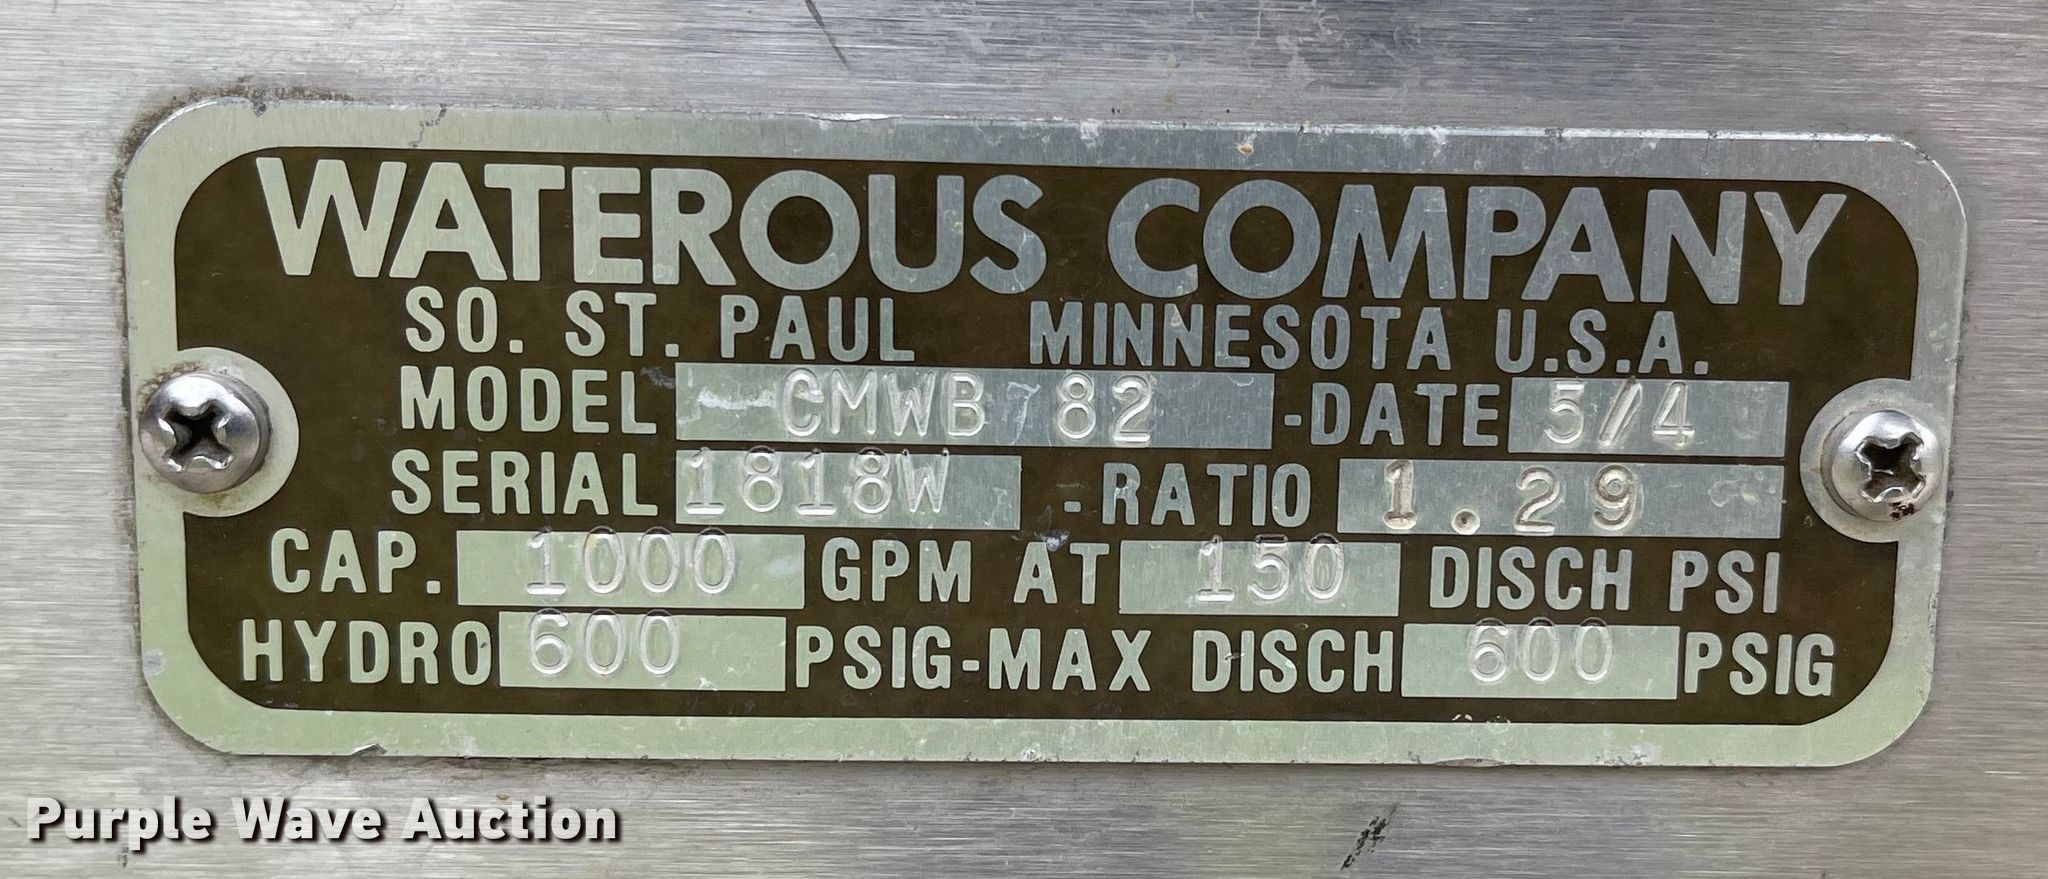 WATEROUS COMPANY
SO. ST. PAUL MINNESOTA U.S.A.
MODEL CMWB 82 -DATE 5/4
SERIAL 1818W -RATIO 1.29
CAP. 1000 GPM AT 150 DISCH PSI
HYDRO 600 PSIG-MAX DISCH 600 PSIG
Purple Wave Auction